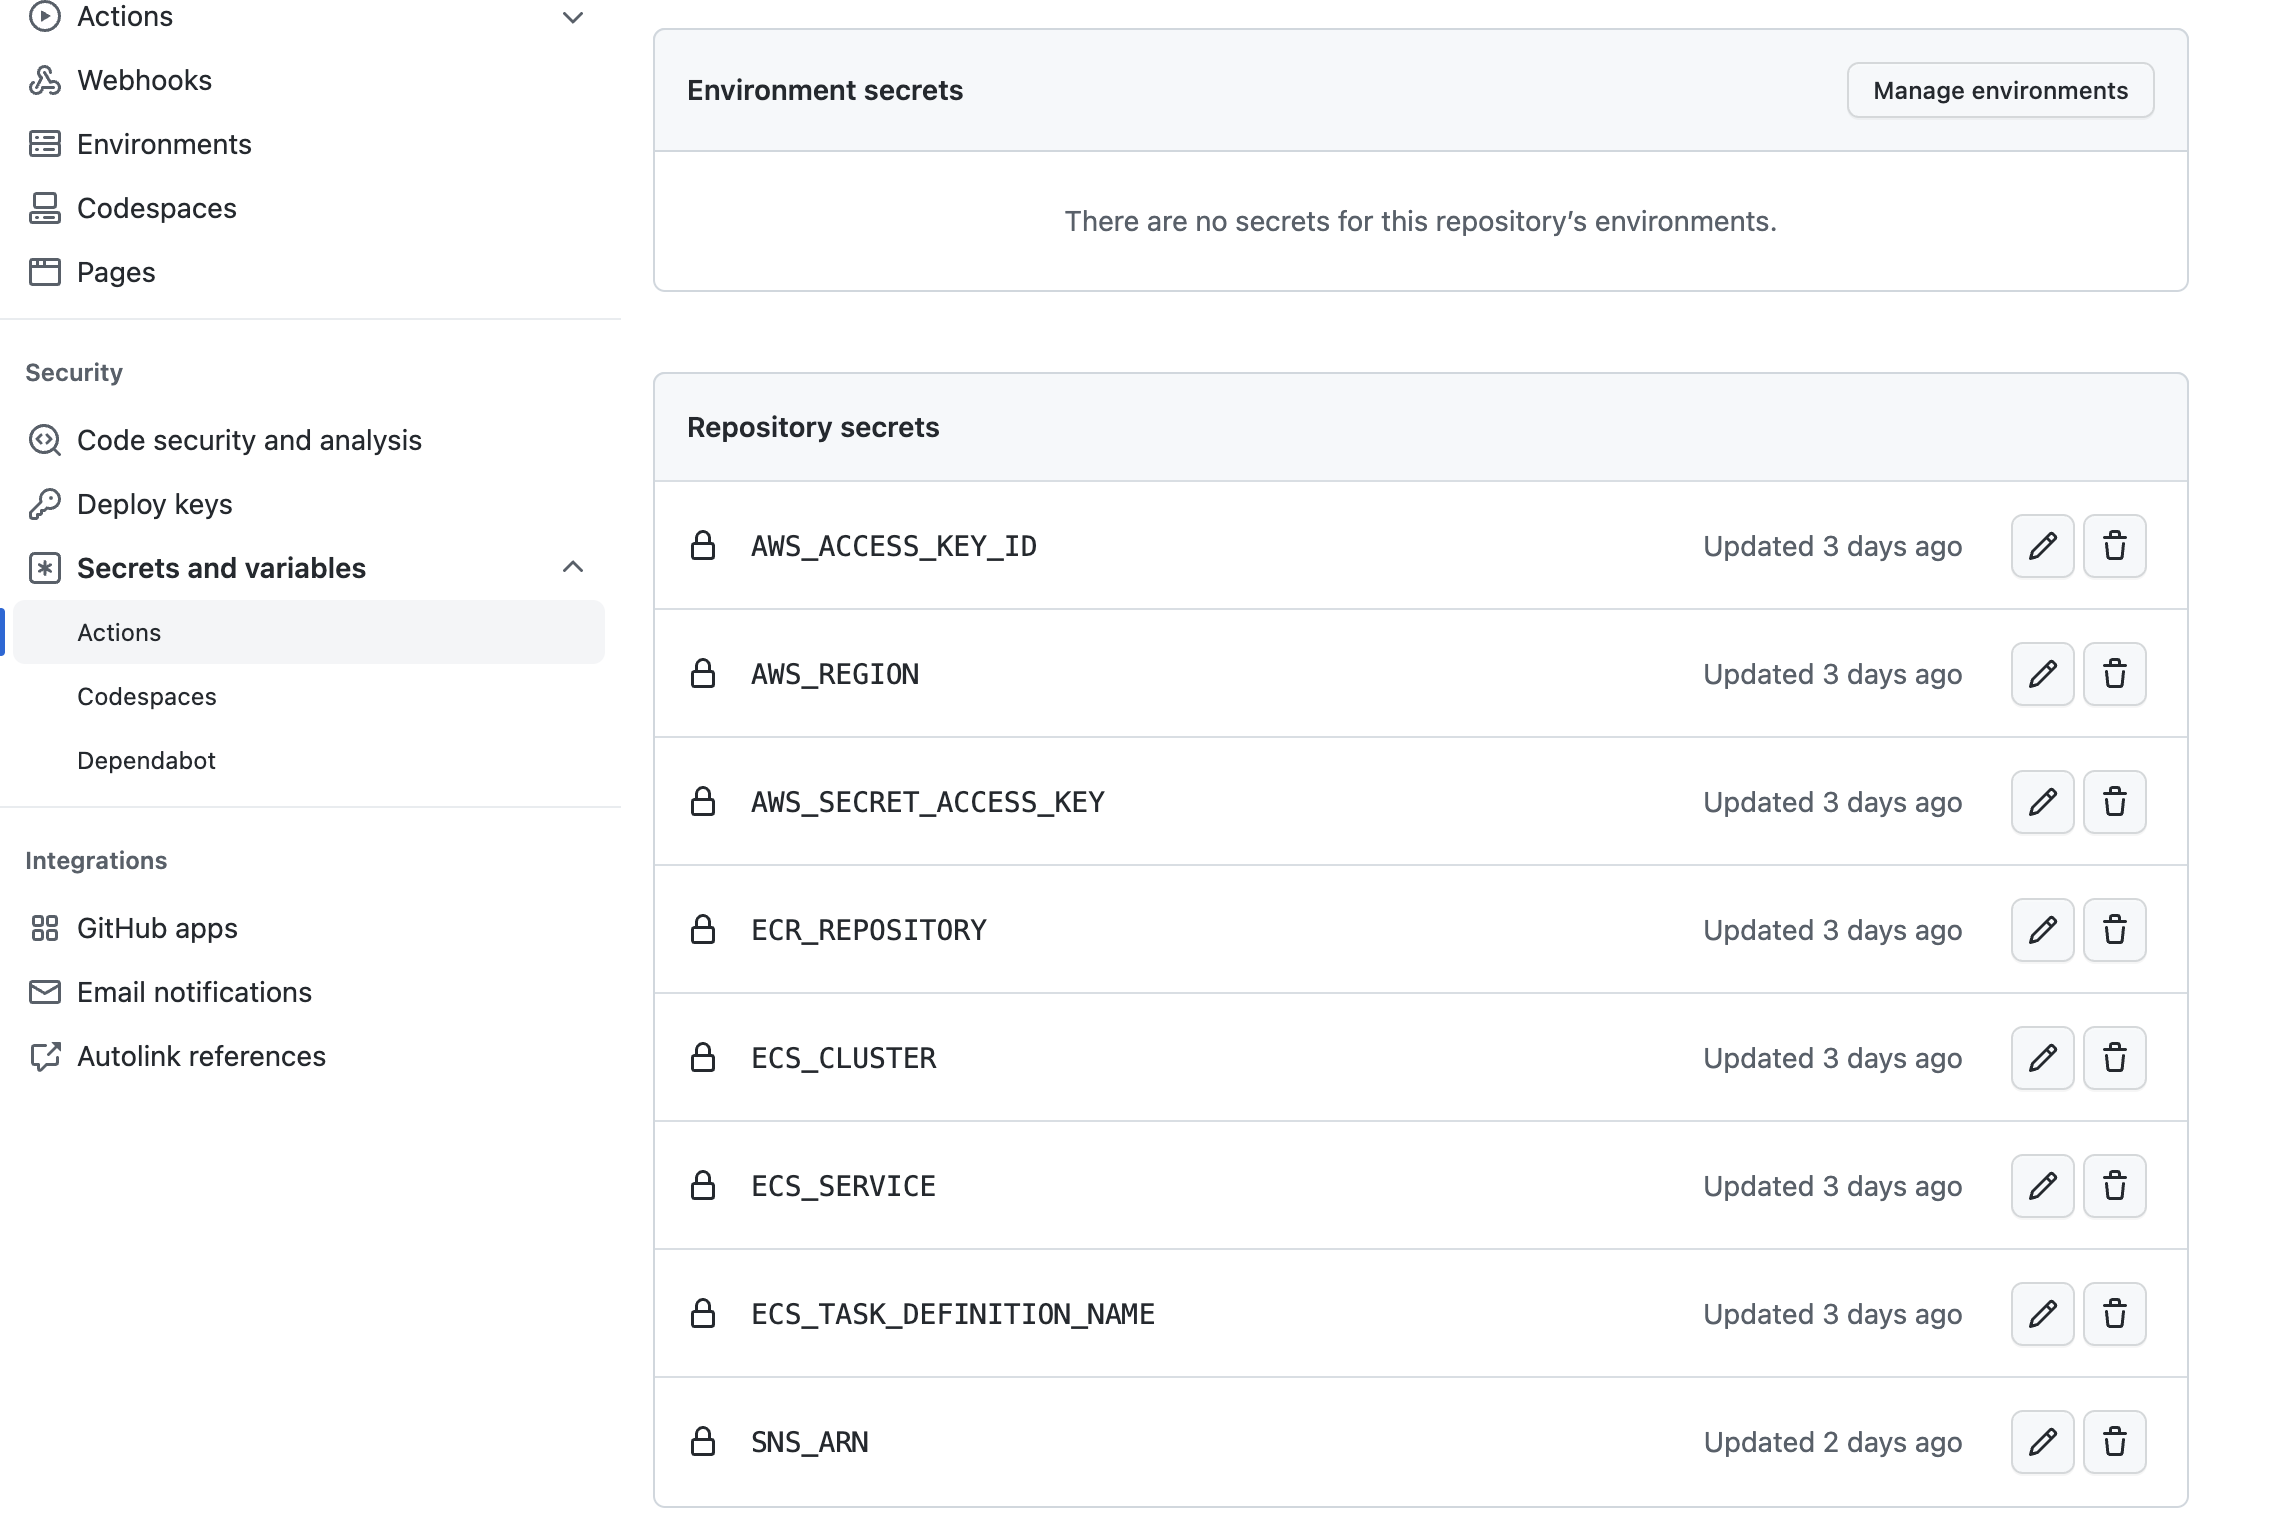 Actions
Webhooks
Environments
Codespaces
Pages
Security
Code security and analysis
Deploy keys
Secrets and variables
Actions
Codespaces
Dependabot
Integrations
GitHub apps
Email notifications
Autolink references
Environment secrets
Manage environments
There are no secrets for this repository’s environments.
Repository secrets
AWS_ACCESS_KEY_ID Updated 3 days ago
AWS_REGION Updated 3 days ago
AWS_SECRET_ACCESS_KEY Updated 3 days ago
ECR_REPOSITORY Updated 3 days ago
ECS_CLUSTER Updated 3 days ago
ECS_SERVICE Updated 3 days ago
ECS_TASK_DEFINITION_NAME Updated 3 days ago
SNS_ARN Updated 2 days ago